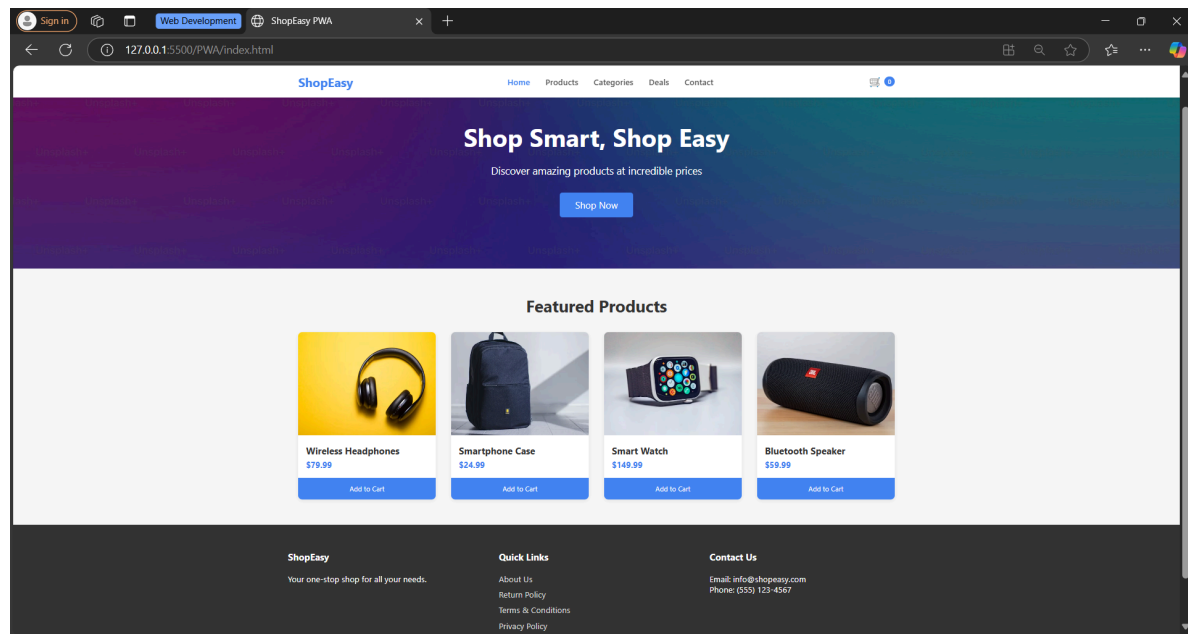 Sign in
Web Development
ShopEasy PWA
127.0.0.1:5500/PWA/index.html
ShopEasy
Home Products Categories Deals Contact
0
Shop Smart, Shop Easy
Discover amazing products at incredible prices
Shop Now
Featured Products
Wireless Headphones
$79.99
Add to Cart
Smartphone Case
$24.99
Add to Cart
Smart Watch
$149.99
Add to Cart
JBL
Bluetooth Speaker
$59.99
Add to Cart
ShopEasy
Your one-stop shop for all your needs.
Quick Links
About Us
Return Policy
Terms & Conditions
Privacy Policy
Contact Us
Email: info@shopeasy.com
Phone: (555) 123-4567